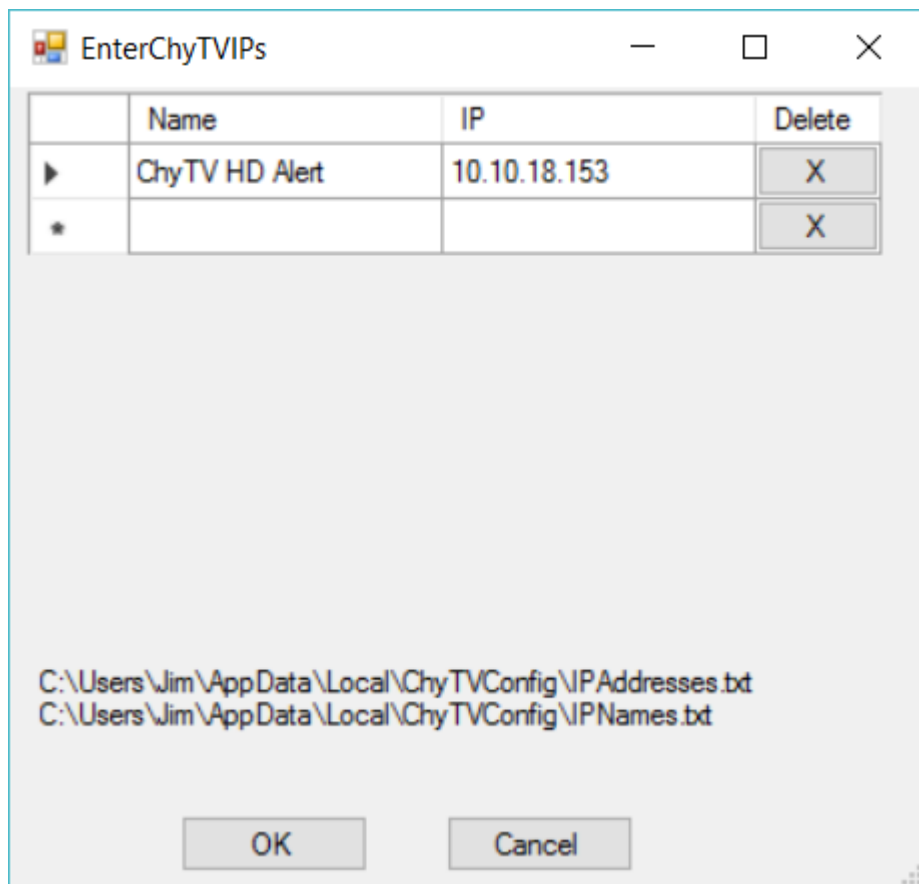 EnterChyTVIPs
Name IP Delete
ChyTV HD Alert 10.10.18.153 X
* X
C:\Users\Jim\AppData\Local\ChyTVConfig\IPAddresses.txt
C:\Users\Jim\AppData\Local\ChyTVConfig\IPNames.txt
OK Cancel